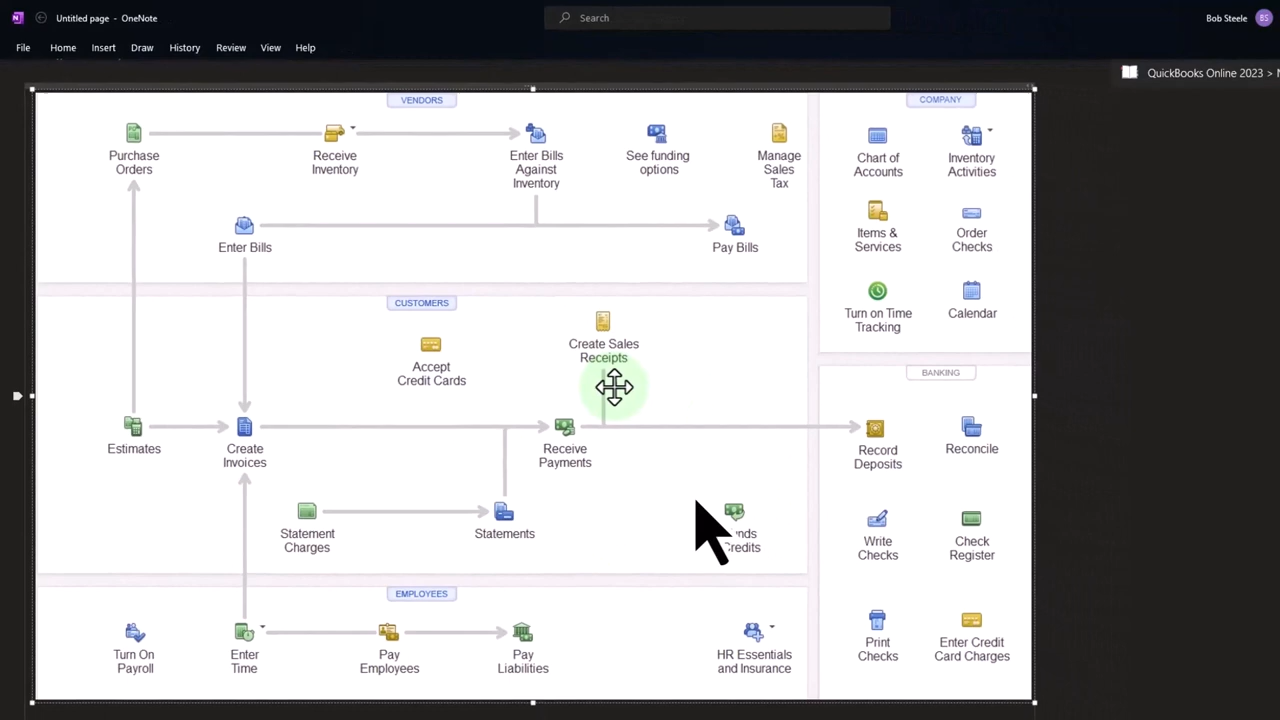 Untitled page - OneNote
Search
Bob Steele
BS
File
Home
Insert
Draw
History
Review
View
Help
QuickBooks Online 2023 >
VENDORS
Purchase
Orders
Receive
Inventory
Enter Bills
Against
Inventory
See funding
options
Manage
Sales
Tax
Enter Bills
Pay Bills
CUSTOMERS
Create Sales
Receipts
Accept
Credit Cards
Estimates
Create
Invoices
Receive
Payments
Statement
Charges
Statements
EMPLOYEES
Turn On
Payroll
Enter
Time
Pay
Employees
Pay
Liabilities
HR Essentials
and Insurance
COMPANY
Chart of
Accounts
Inventory
Activities
Items &
Services
Order
Checks
Turn on Time
Tracking
Calendar
BANKING
Record
Deposits
Reconcile
Write
Checks
Check
Register
Print
Checks
Enter Credit
Card Charges